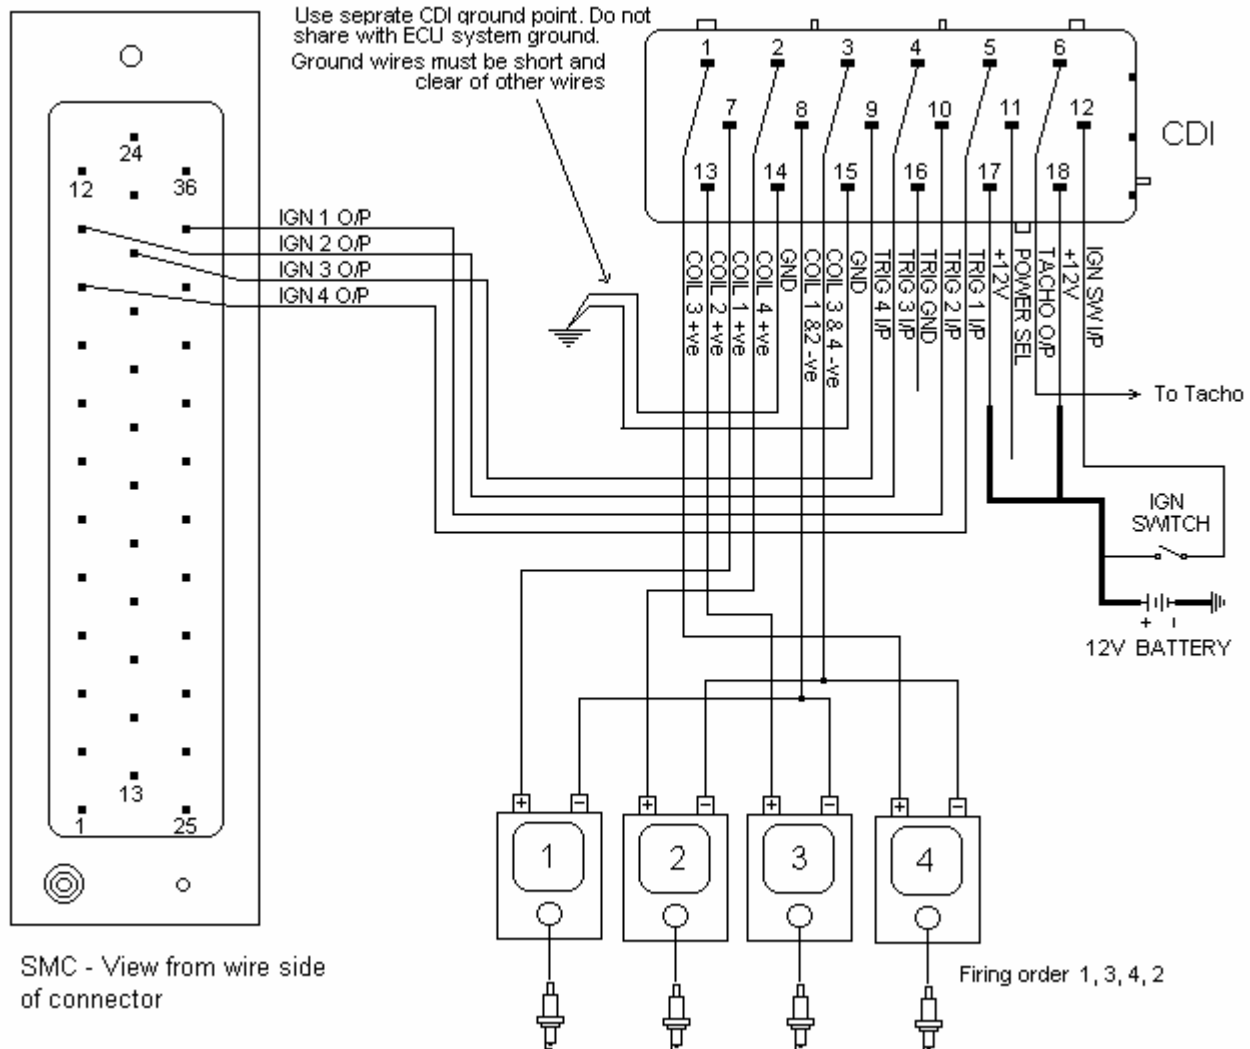 Use seprate CDI ground point. Do not
share with ECU system ground.
Ground wires must be short and
clear of other wires
1 2 3 4 5 6
7 8 9 10 11 12
13 14 15 16 17 18
CDI
24
12 36
IGN 1 O/P
IGN 2 O/P
IGN 3 O/P
IGN 4 O/P
13
1 25
COIL 3 +ve
COIL 2 +ve
COIL 1 +ve
COIL 4 +ve
GND
COIL 1 &2 -ve
COIL 3 & 4 -ve
GND
TRIG 4 I/P
TRIG 3 I/P
TRIG GND
TRIG 2 I/P
TRIG 1 I/P
+12V
POWER SEL
TACHO O/P
+12V
IGN SW I/P
To Tacho
IGN
SWITCH
+ -
12V BATTERY
+ - + - + - + -
1 2 3 4
SMC - View from wire side
of connector
Firing order 1, 3, 4, 2